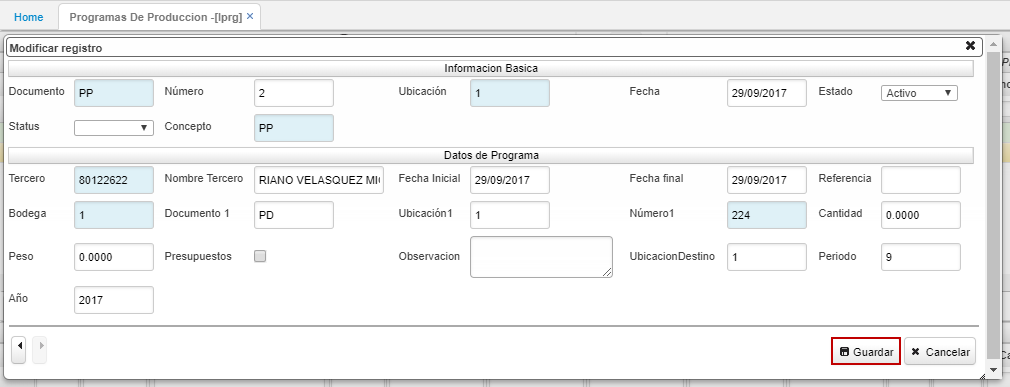 Home
Programas De Produccion -[lprg] ×
Modificar registro
Informacion Basica
Documento PP Número 2 Ubicación 1 Fecha 29/09/2017 Estado Activo
Status Concepto PP
Datos de Programa
Tercero 80122622 Nombre Tercero RIANO VELASQUEZ Fecha Inicial 29/09/2017 Fecha final 29/09/2017 Referencia
Bodega 1 Documento 1 PD Ubicación1 1 Número1 224 Cantidad 0.0000
Peso 0.0000 Presupuestos Observacion UbicacionDestino 1 Periodo 9
Año 2017
Guardar Cancelar